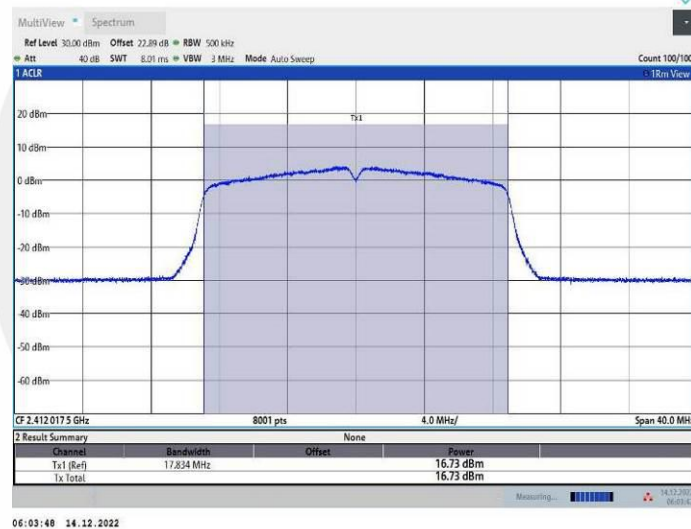 MultiView Spectrum
Ref Level 30.00 dBm Offset 22.89 dB RBW 500 kHz
Att 40 dB SWT 8.01 ms VBW 3 MHz Mode Auto Sweep Count 100/100
1 ACLR 1Rm View
Tx1
20 dBm
10 dBm
0 dBm
-10 dBm
-20 dBm
-30 dBm
-40 dBm
-50 dBm
-60 dBm
CF 2.412 017 5 GHz 8001 pts 4.0 MHz/ Span 40.0 MHz
2 Result Summary None
Channel Bandwidth Offset Power
Tx1 (Ref) 17.834 MHz 16.73 dBm
Tx Total 16.73 dBm
Measuring...
06:03:48 14.12.2022